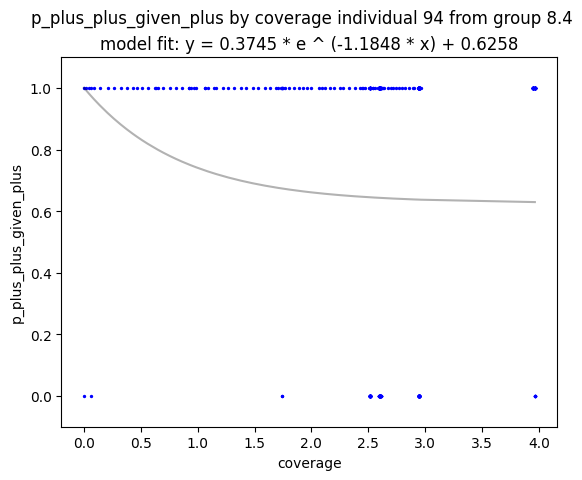 p_plus_plus_given_plus by coverage individual 94 from group 8.4
model fit: y = 0.3745 * e ^ (-1.1848 * x) + 0.6258
p_plus_plus_given_plus
1.0
0.8
0.6
0.4
0.2
0.0
0.0 0.5 1.0 1.5 2.0 2.5 3.0 3.5 4.0
coverage